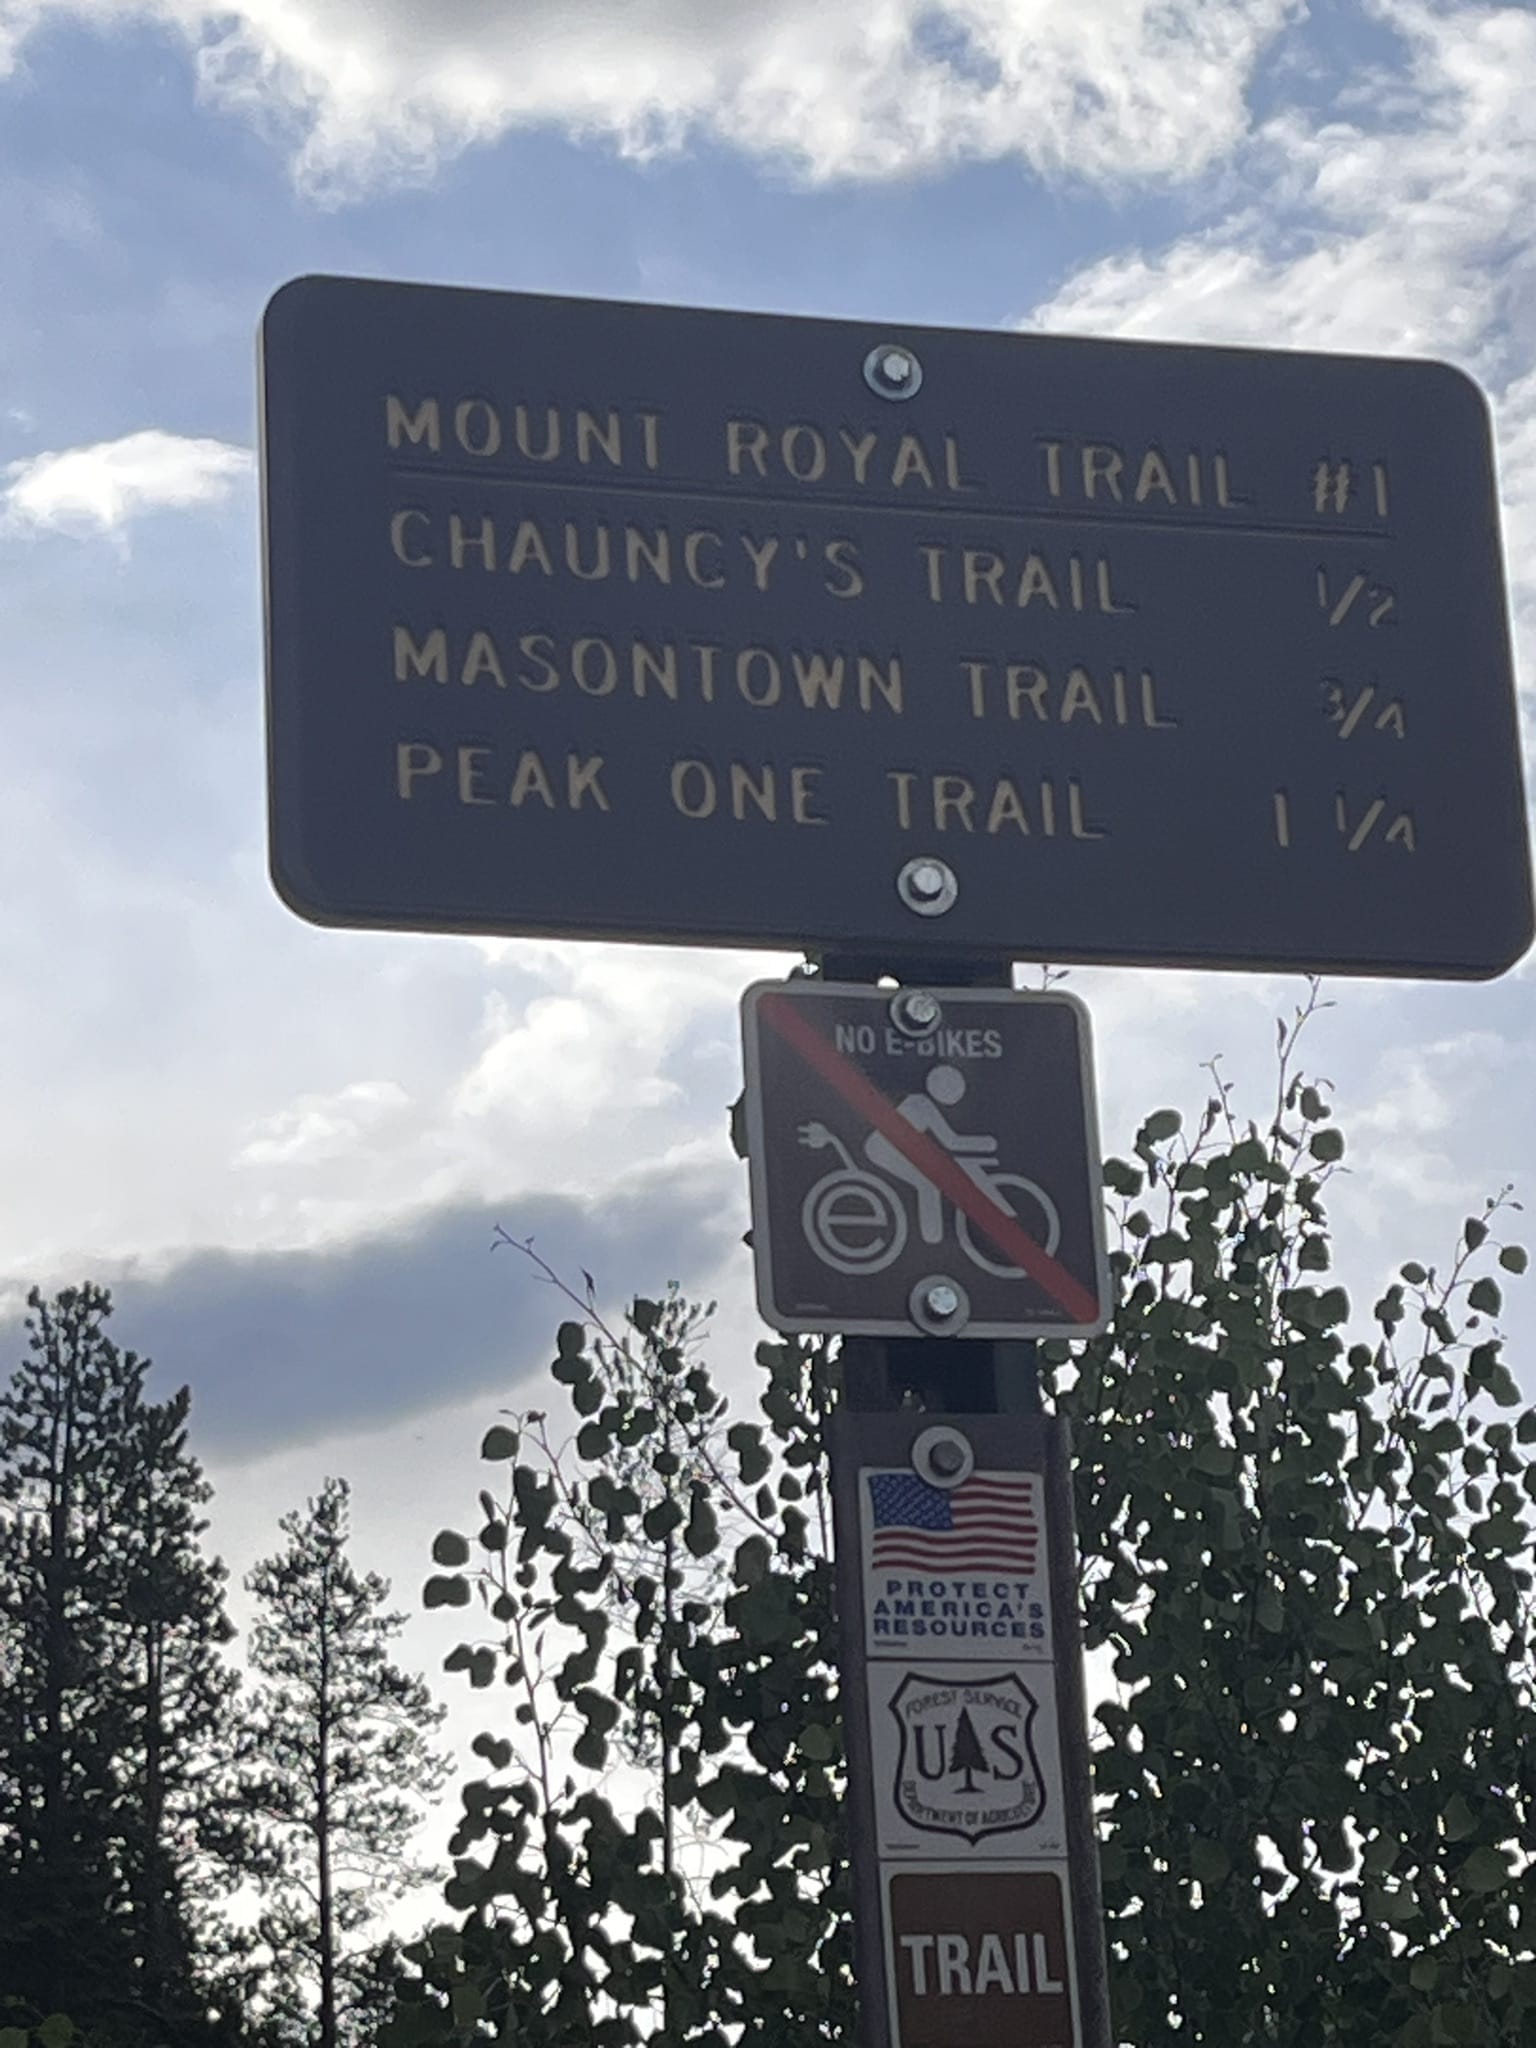 MOUNT ROYAL TRAIL #1
CHAUNCY'S TRAIL 1/2
MASONTOWN TRAIL 3/4
PEAK ONE TRAIL 1 1/4
NO E-BIKES
e
PROTECT
AMERICA'S
RESOURCES
FOREST SERVICE
U S
DEPARTMENT OF AGRICULTURE
TRAIL